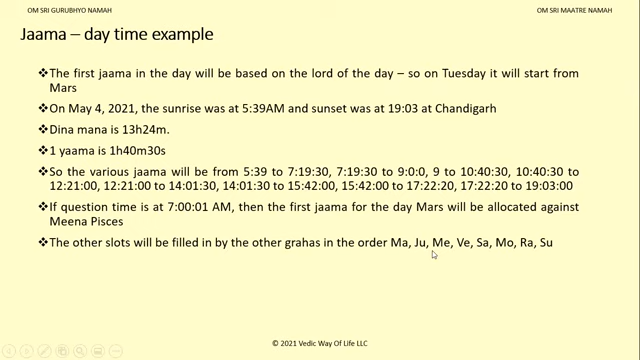 OM SRI GURUBHYO NAMAH
OM SRI MAATRE NAMAH
Jaama – day time example
❖The first jaama in the day will be based on the lord of the day – so on Tuesday it will start from
Mars
❖On May 4, 2021, the sunrise was at 5:39AM and sunset was at 19:03 at Chandigarh
❖Dina mana is 13h24m.
❖1 yaama is 1h40m30s
❖So the various jaama will be from 5:39 to 7:19:30, 7:19:30 to 9:0:0, 9 to 10:40:30, 10:40:30 to
12:21:00, 12:21:00 to 14:01:30, 14:01:30 to 15:42:00, 15:42:00 to 17:22:20, 17:22:20 to 19:03:00
❖If question time is at 7:00:01 AM, then the first jaama for the day Mars will be allocated against
Meena Pisces
❖The other slots will be filled in by the other grahas in the order Ma, Ju, Me, Ve, Sa, Mo, Ra, Su
© 2021 Vedic Way Of Life LLC